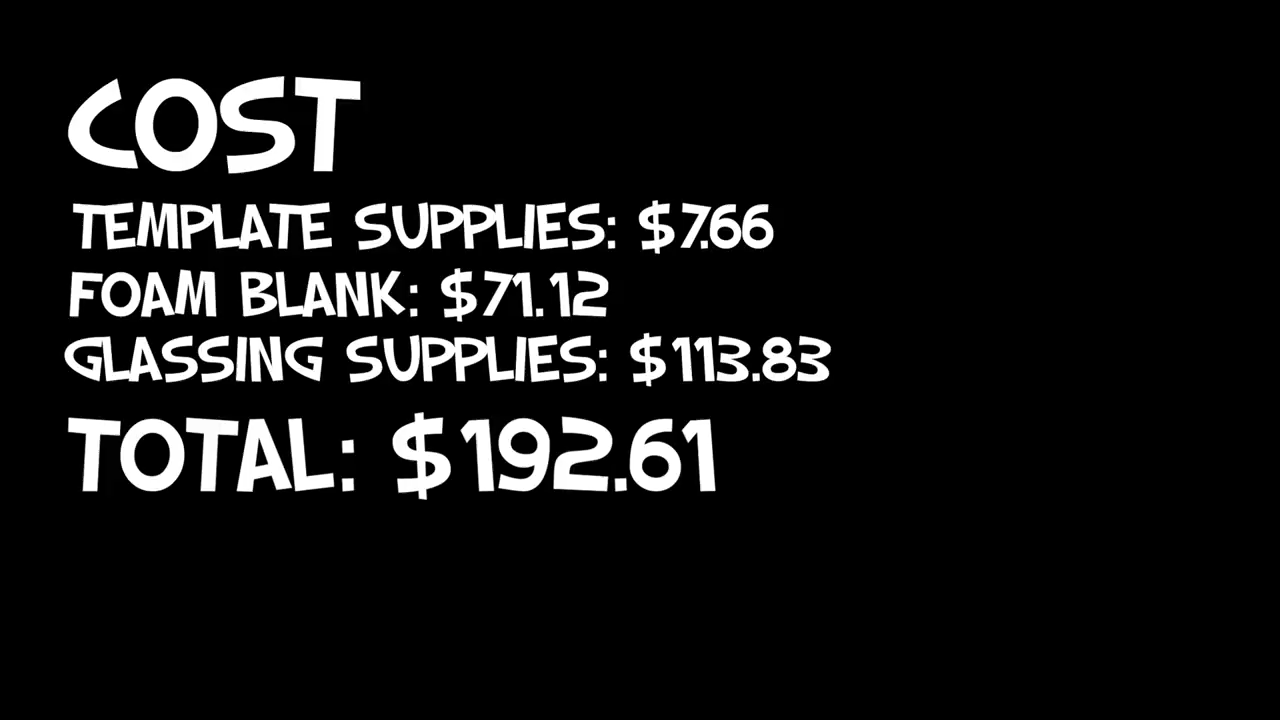 COST
TEMPLATE SUPPLIES: $7.66
FOAM BLANK: $71.12
GLASSING SUPPLIES: $113.83
TOTAL: $192.61